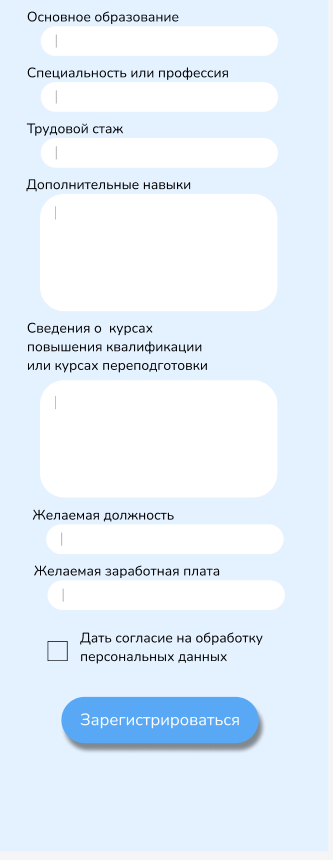 Основное образование
Специальность или профессия
Трудовой стаж
Дополнительные навыки
Сведения о курсах
повышения квалификации
или курсах переподготовки
Желаемая должность
Желаемая заработная плата
Дать согласие на обработку
персональных данных
Зарегистрироваться